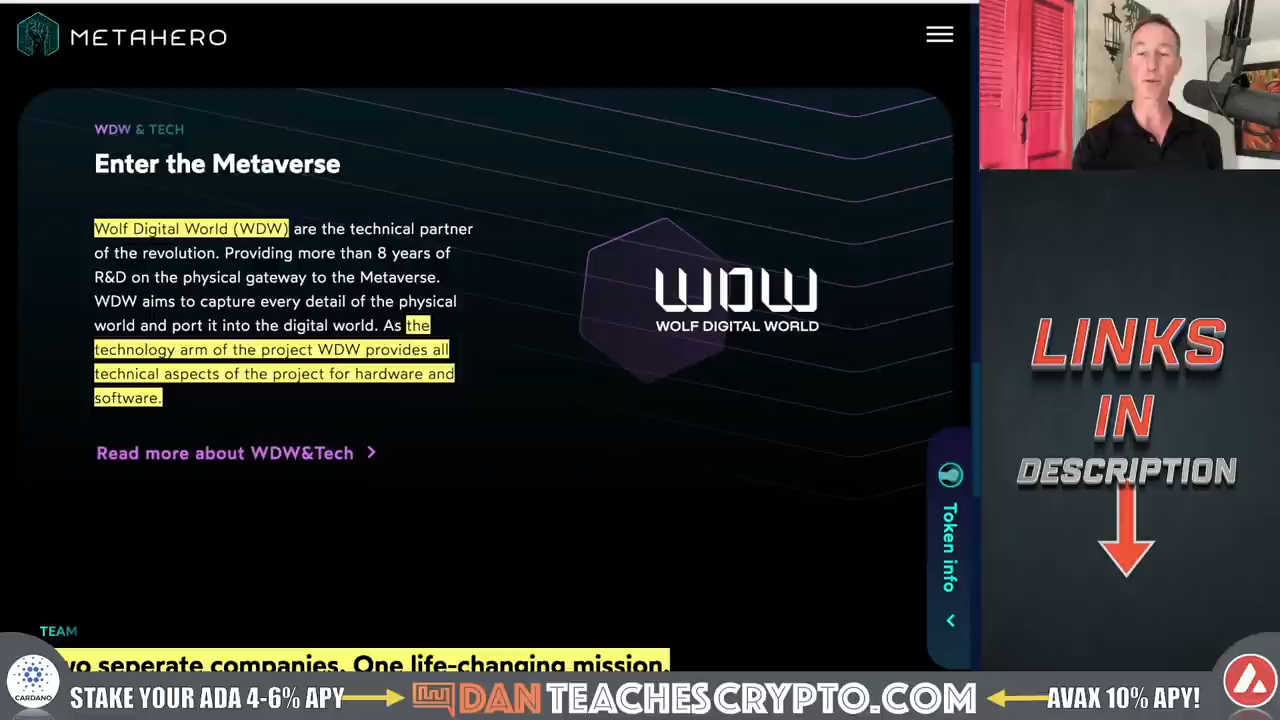 METAHERO
WDW & TECH
Enter the Metaverse
Wolf Digital World (WDW) are the technical partner
of the revolution. Providing more than 8 years of
R&D on the physical gateway to the Metaverse.
WDW aims to capture every detail of the physical
world and port it into the digital world. As the
technology arm of the project WDW provides all
technical aspects of the project for hardware and
software.
Read more about WDW&Tech
WDW
WOLF DIGITAL WORLD
Token info
TEAM
wo seperate companies. One life-changing mission.
LINKS
IN
DESCRIPTION
CARDANO
STAKE YOUR ADA 4-6% APY
DANTEACHESCRYPTO.COM
AVAX 10% APY!